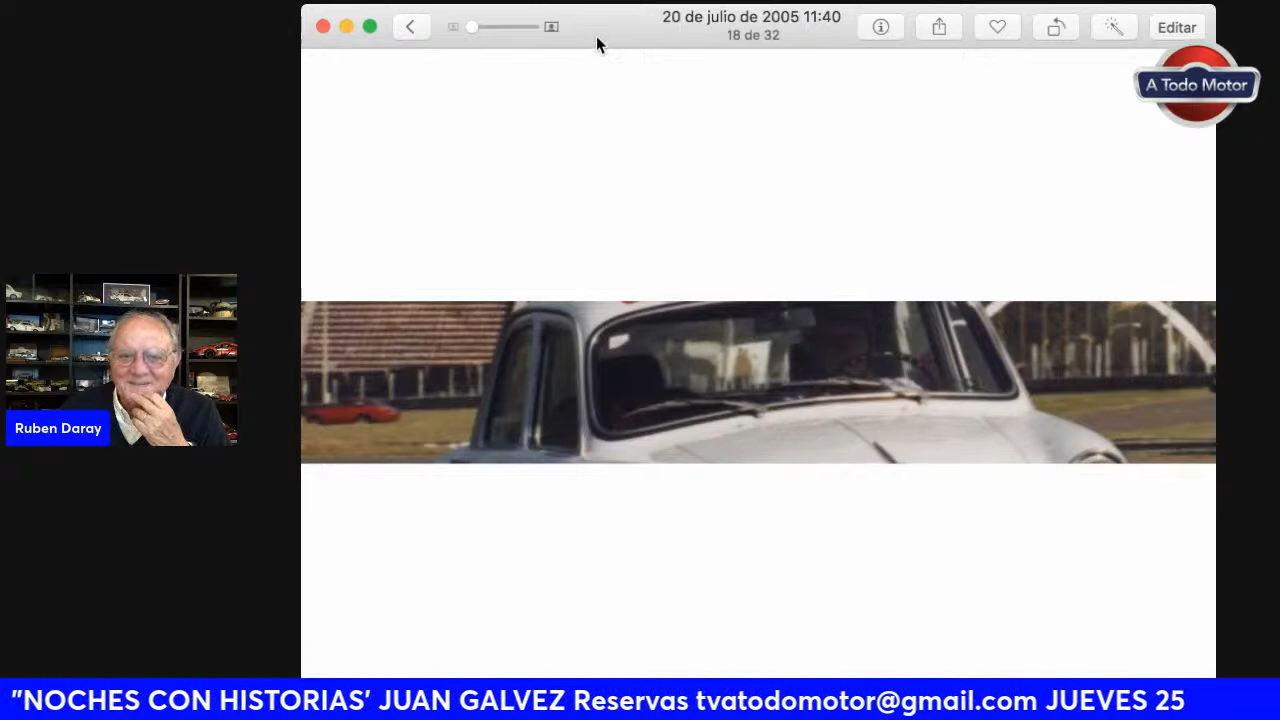 20 de julio de 2005 11:40
18 de 32
Editar
A Todo Motor
Ruben Daray
"NOCHES CON HISTORIAS' JUAN GALVEZ Reservas tvatodomotor@gmail.com JUEVES 25